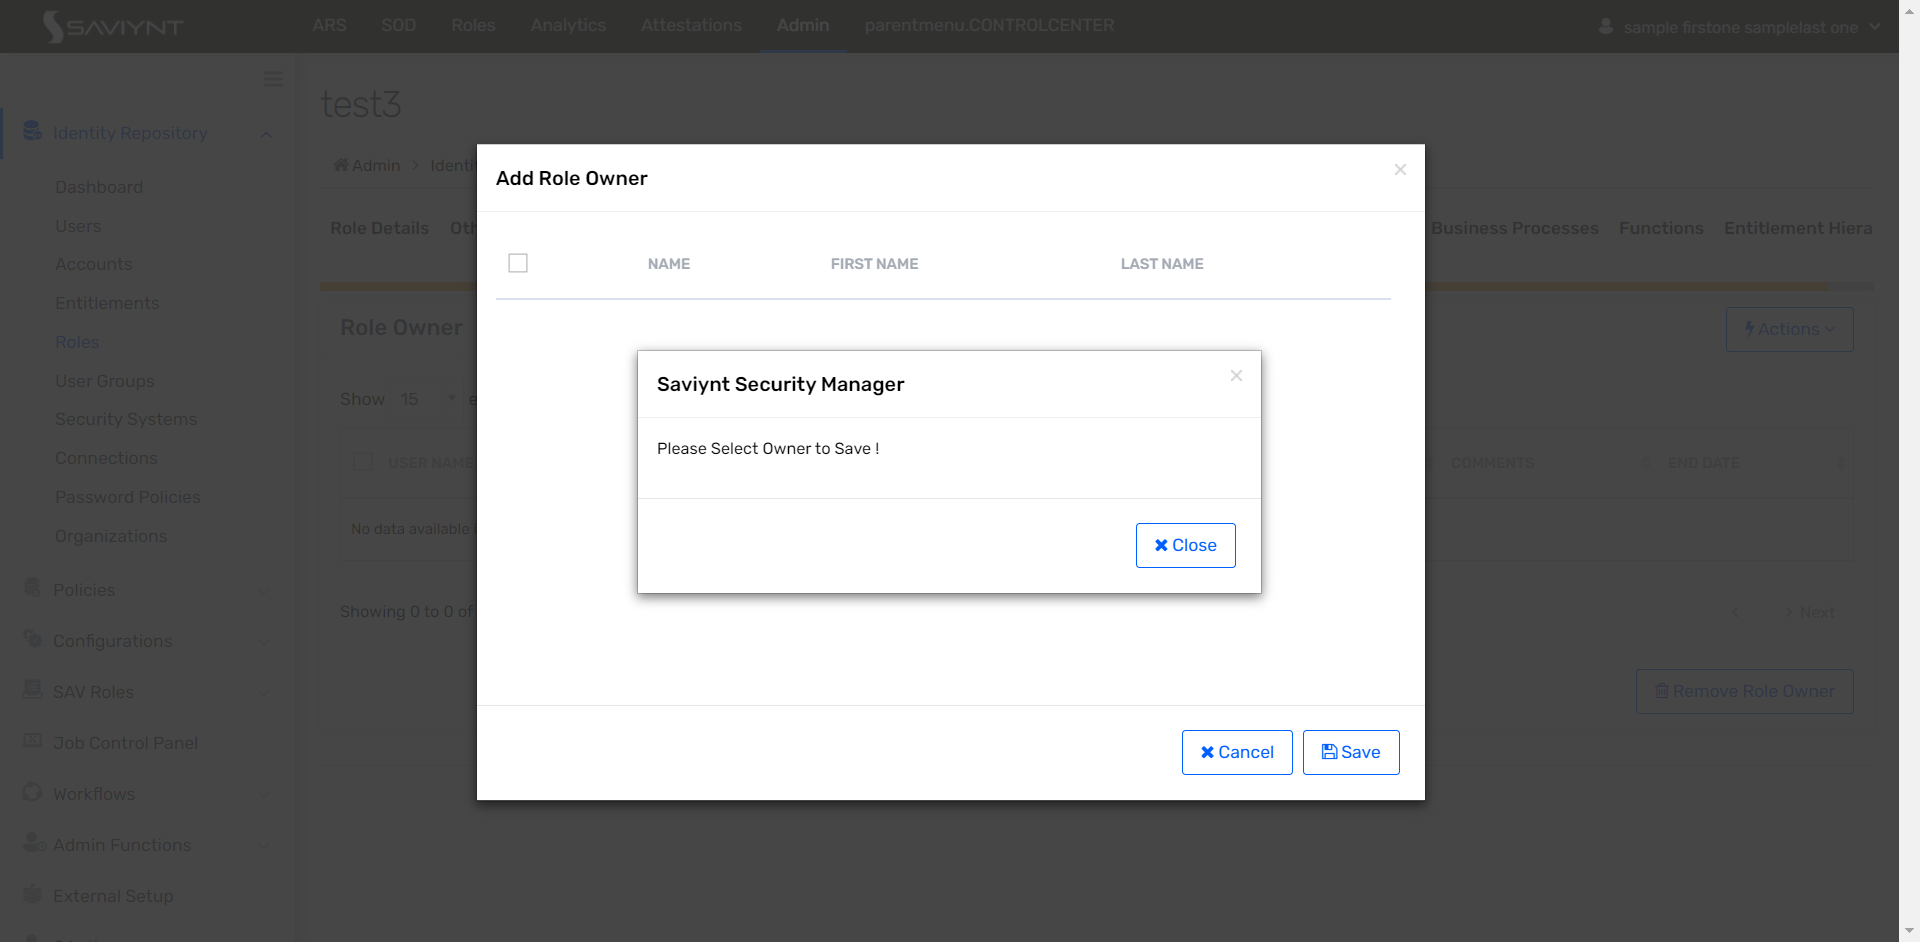 SAVIYNT
ARS SOD Roles Analytics Attestations Admin parentmenu.CONTROLCENTER
sample firstone samplelast one
test3
Identity Repository
Dashboard
Users
Accounts
Entitlements
Roles
User Groups
Security Systems
Connections
Password Policies
Organizations
Policies
Configurations
SAV Roles
Job Control Panel
Workflows
Admin Functions
External Setup
Admin > Identi
Role Details Oth
Business Processes Functions Entitlement Hiera
Role Owner
Actions
Show 15 e
USER NAME
COMMENTS END DATE
No data available
Showing 0 to 0 of
< > Next
Remove Role Owner
Add Role Owner
×
NAME FIRST NAME LAST NAME
Saviynt Security Manager
×
Please Select Owner to Save !
Close
Cancel Save